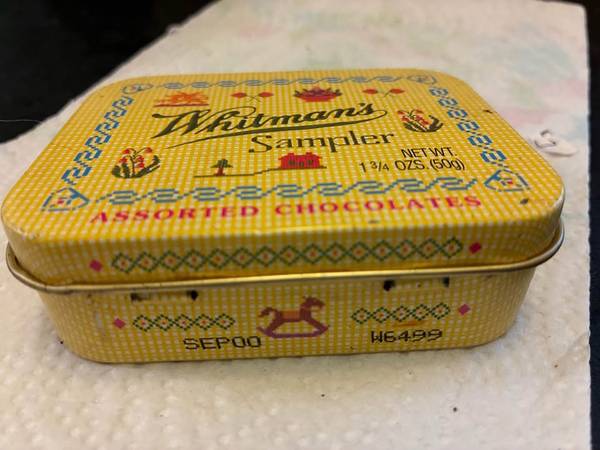 Whitman's
Sampler
NET WT.
1 3/4 OZS. (50g)
ASSORTED CHOCOLATES
SEP00 W6499